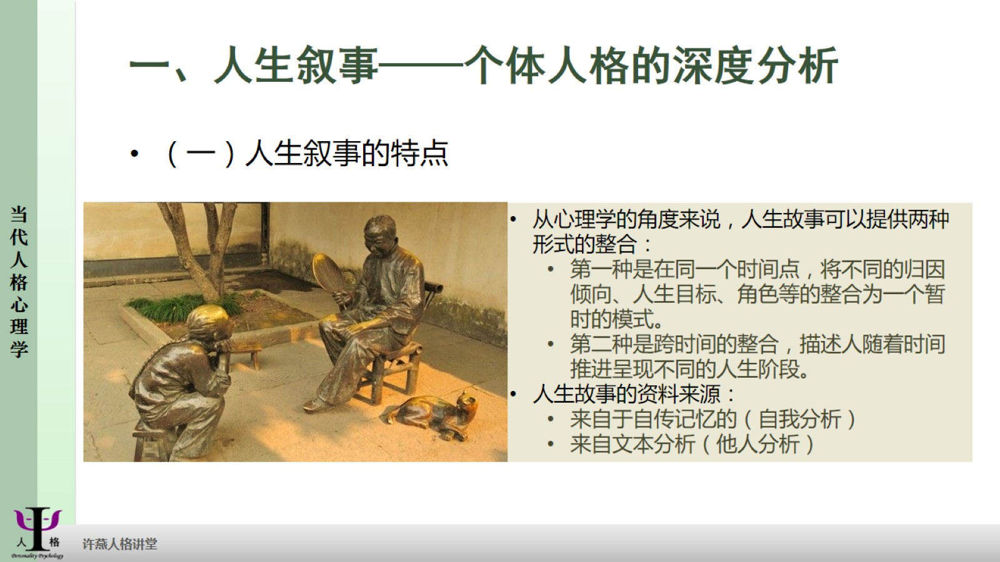 一、人生叙事——个体人格的深度分析
• （一）人生叙事的特点
• 从心理学的角度来说，人生故事可以提供两种
形式的整合：
• 第一种是在同一个时间点，将不同的归因
倾向、人生目标、角色等的整合为一个暂
时的模式。
• 第二种是跨时间的整合，描述人随着时间
推进呈现不同的人生阶段。
• 人生故事的资料来源：
• 来自于自传记忆的（自我分析）
• 来自文本分析（他人分析）
当代人格心理学
人格
Personality Psychology
许燕人格讲堂